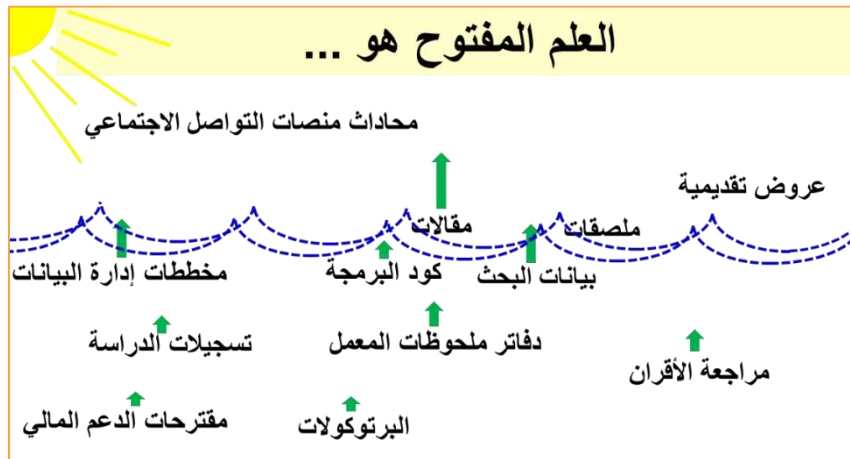 العلم المفتوح هو ...
محاداث منصات التواصل الاجتماعي
عروض تقديمية
ملصقات
مقالات
بيانات البحث
كود البرمجة
مخططات إدارة البيانات
دفاتر ملحوظات المعمل
تسجيلات الدراسة
مراجعة الأقران
البرتوكولات
مقترحات الدعم المالي